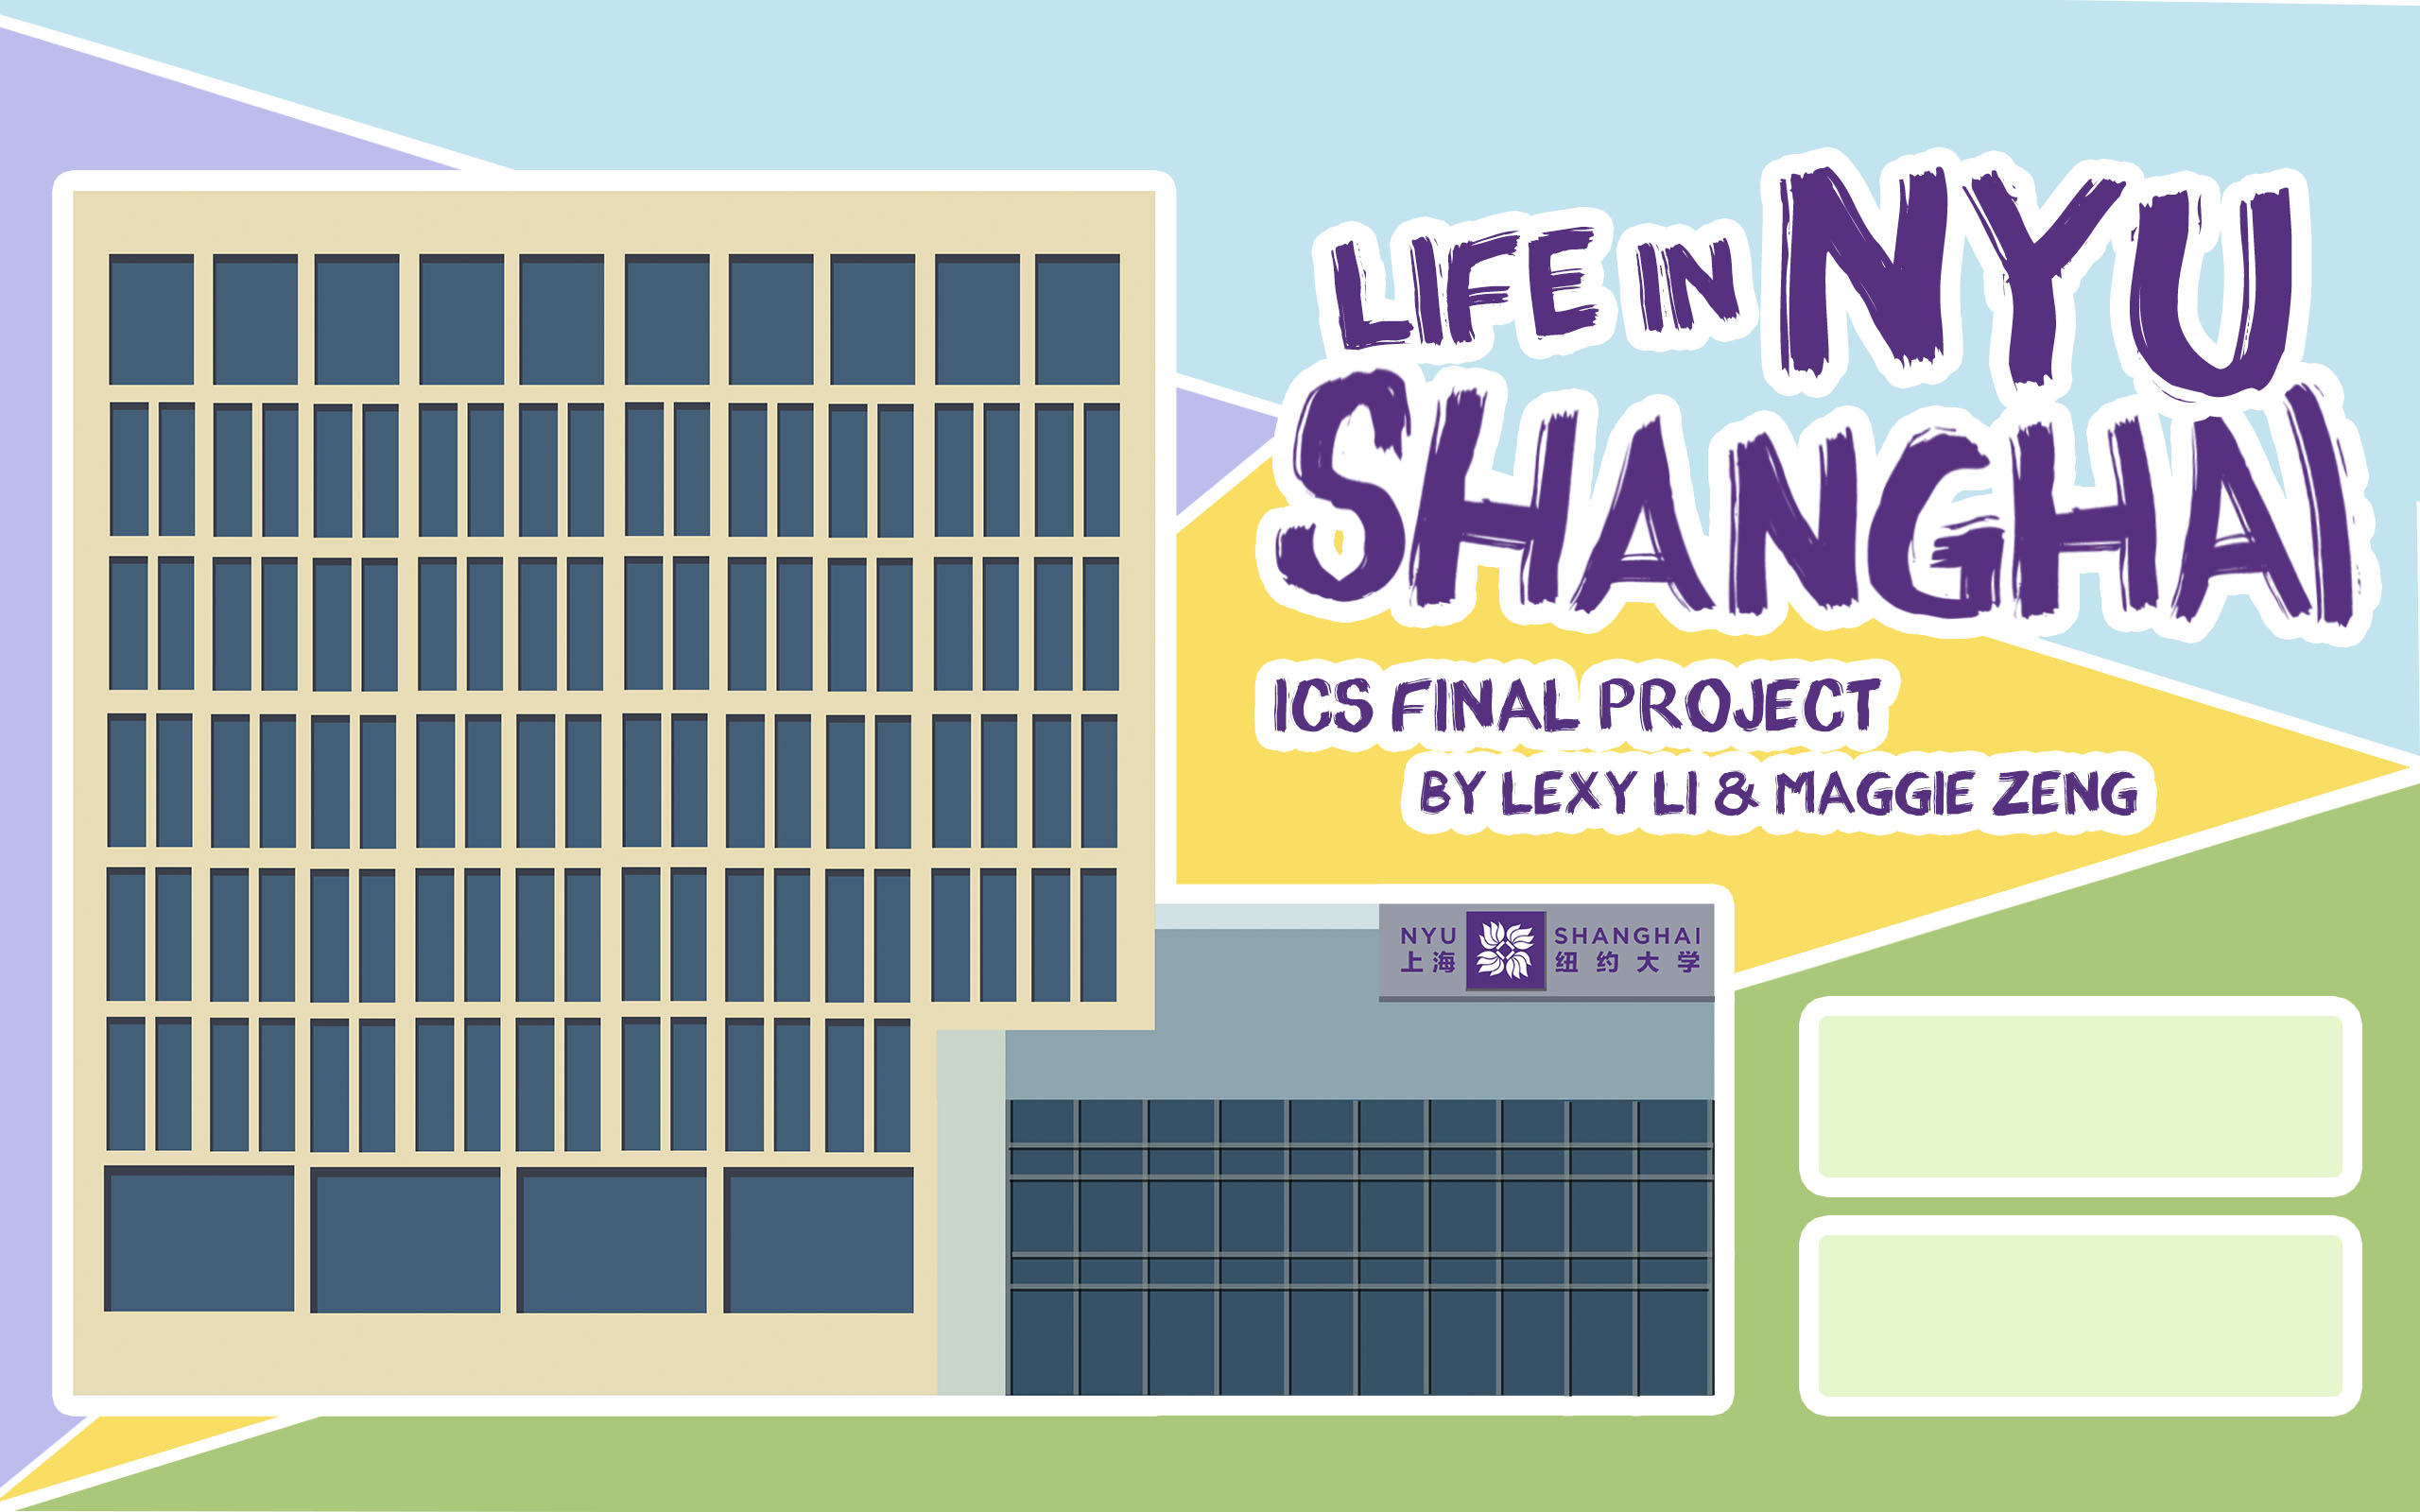 LIFE IN NYU
SHANGHAI
ICS FINAL PROJECT
BY LEXY LI & MAGGIE ZENG
NYU SHANGHAI
上海 纽约大学